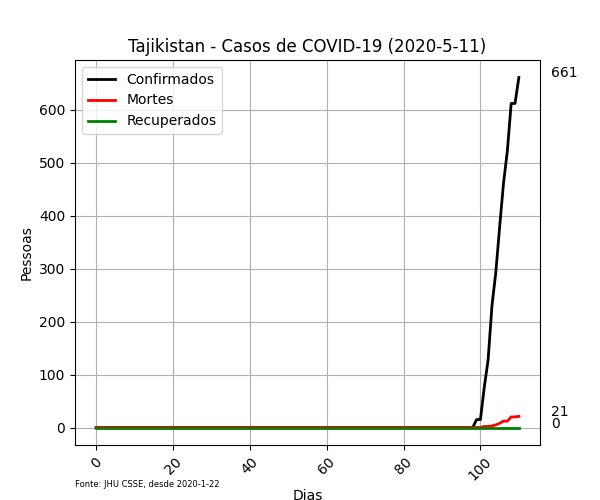 Tajikistan - Casos de COVID-19 (2020-5-11)
Confirmados
Mortes
Recuperados
661
21
0
600
500
400
300
200
100
0
Pessoas
0 20 40 60 80 100
Fonte: JHU CSSE, desde 2020-1-22
Dias